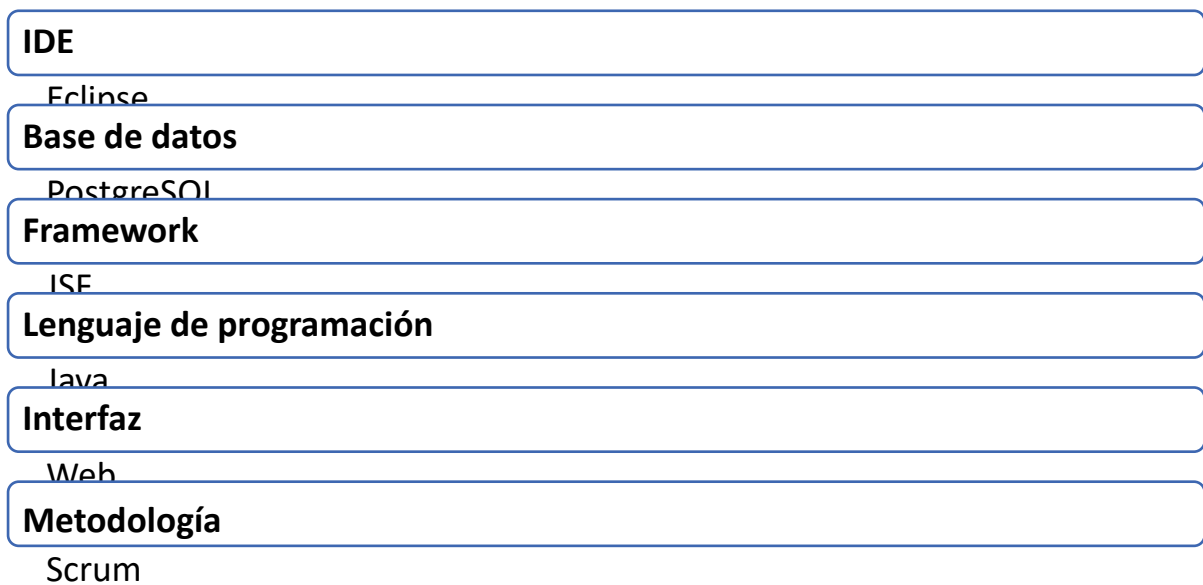 IDE
Eclipse
Base de datos
PostgreSQL
Framework
JSF
Lenguaje de programación
Java
Interfaz
Web
Metodología
Scrum